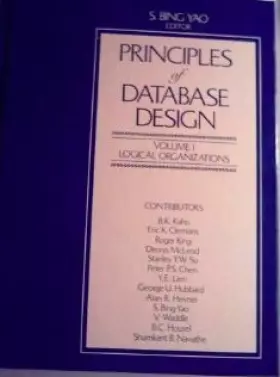 S. BING YAO
EDITOR
PRINCIPLES
of
DATABASE
DESIGN
VOLUME I
LOGICAL ORGANIZATIONS
CONTRIBUTORS
B.K. Kahn
Eric K. Clemons
Roger King
Dennis McLeod
Stanley Y.W. Su
Peter P.S. Chen
Y.E. Lien
George U. Hubbard
Alan R. Hevner
S. Bing Yao
V. Waddle
B.C. Housel
Shamkant B. Navathe